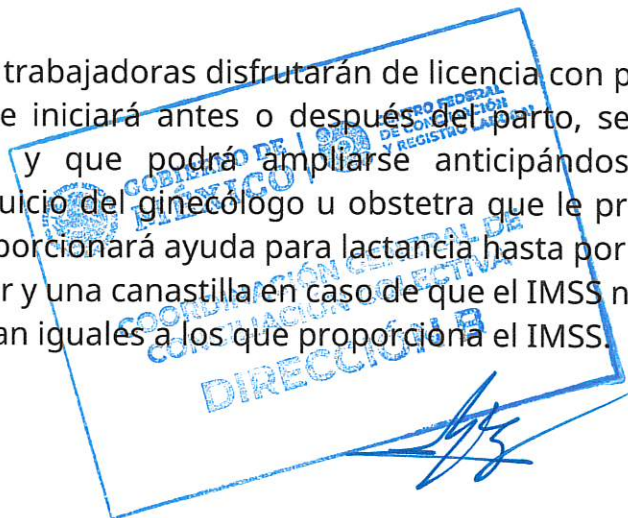 trabajadoras disfrutarán de licencia con p
e iniciará antes o después del parto, se
y que podrá ampliarse anticipándos
uicio del ginecólogo u obstetra que le pr
porcionará ayuda para lactancia hasta por
r y una canastilla en caso de que el IMSS n
an iguales a los que proporciona el IMSS.
GOBIERNO DE
MÉXICO
CENTRO FEDERAL
DE CONCILIACIÓN
Y REGISTRO LABORAL
COORDINACIÓN GENERAL DE
CONCILIACIÓN COLECTIVA
DIRECCIÓN B